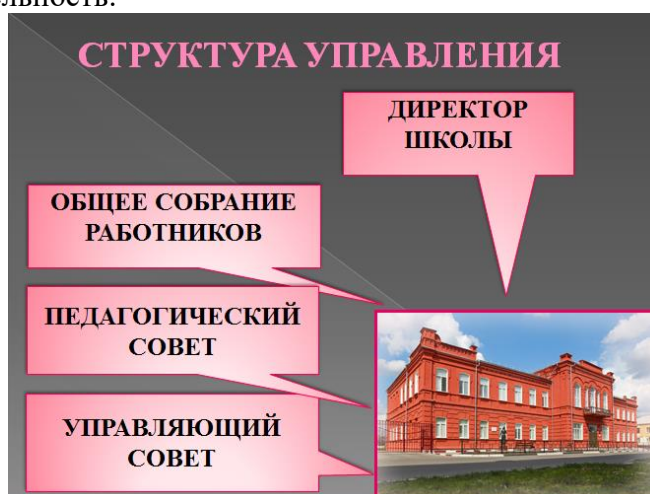 СТРУКТУРА УПРАВЛЕНИЯ
ДИРЕКТОР
ШКОЛЫ
ОБЩЕЕ СОБРАНИЕ
РАБОТНИКОВ
ПЕДАГОГИЧЕСКИЙ
СОВЕТ
УПРАВЛЯЮЩИЙ
СОВЕТ